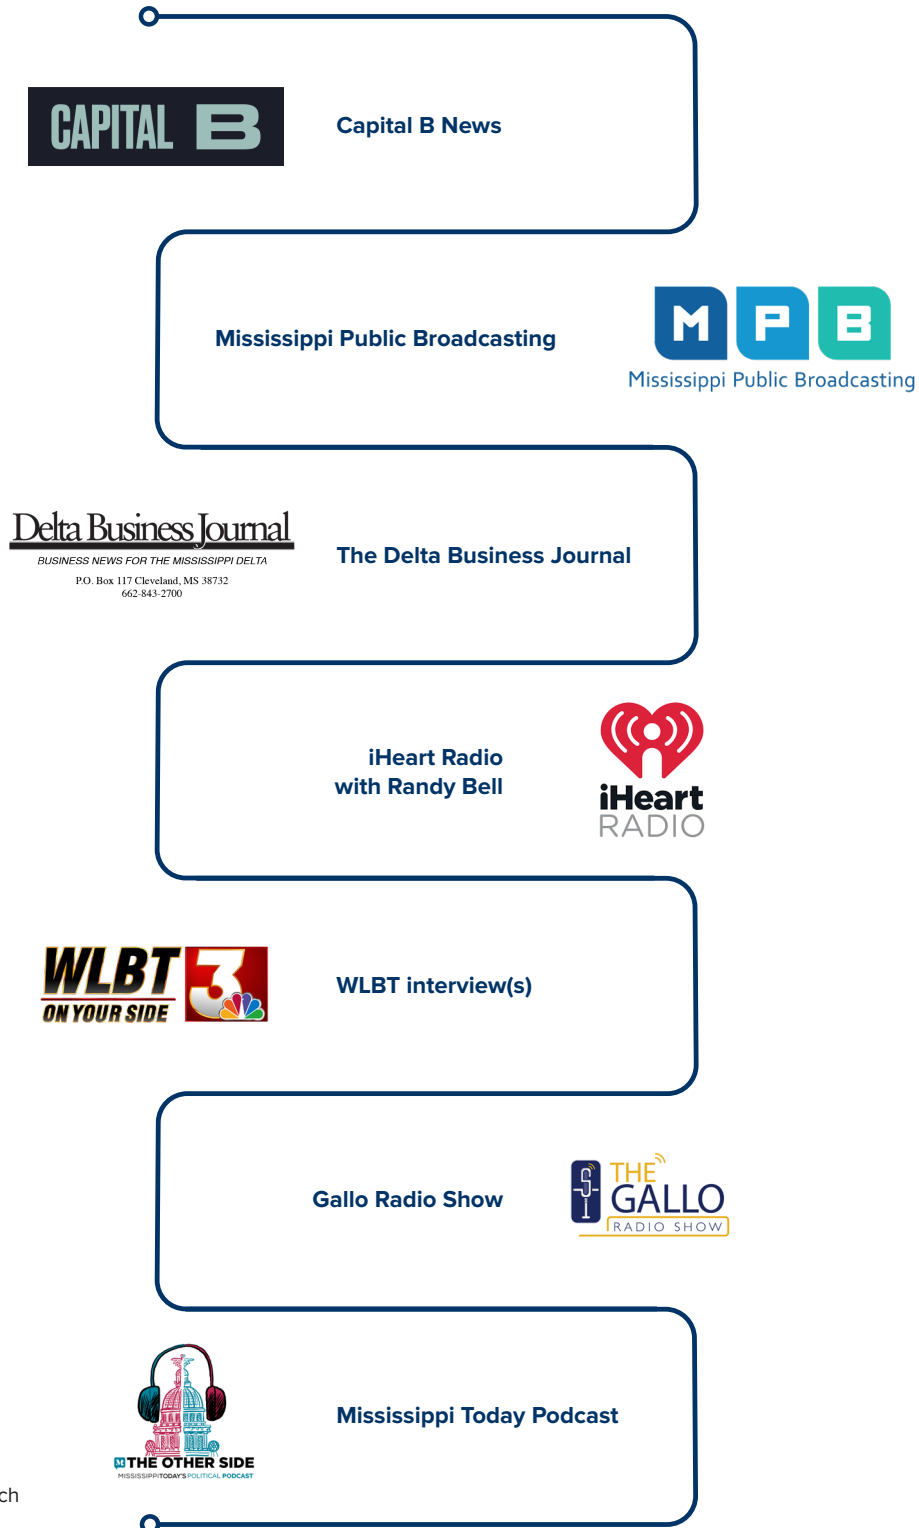 CAPITAL B
Capital B News
Mississippi Public Broadcasting
M P B
Mississippi Public Broadcasting
Delta Business Journal
BUSINESS NEWS FOR THE MISSISSIPPI DELTA
P.O. Box 117 Cleveland, MS 38732
662-843-2700
The Delta Business Journal
iHeart Radio
with Randy Bell
iHeart
RADIO
WLBT 3
ON YOUR SIDE
WLBT interview(s)
Gallo Radio Show
THE
GALLO
RADIO SHOW
Mississippi Today Podcast
M THE OTHER SIDE
MISSISSIPPITODAY'S POLITICAL PODCAST
ch